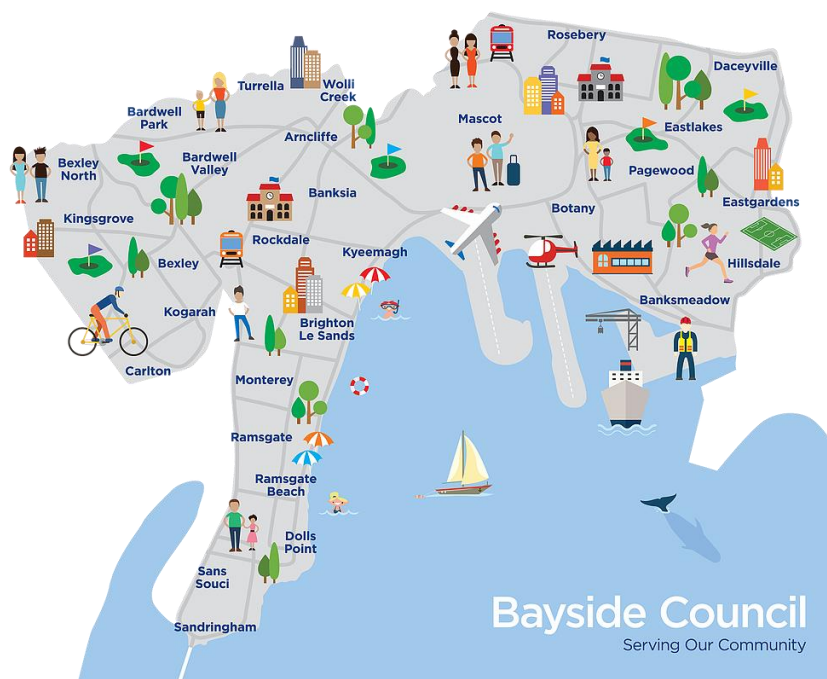 Rosebery
Daceyville
Turrella
Wolli
Creek
Bardwell
Park
Mascot
Arncliffe
Eastlakes
Bexley
North
Bardwell
Valley
Pagewood
Banksia
Eastgardens
Botany
Kingsgrove
Rockdale
Kyeemagh
Bexley
Hillsdale
Banksmeadow
Kogarah
Brighton
Le Sands
Carlton
Monterey
Ramsgate
Ramsgate
Beach
Dolls
Point
Sans
Souci
Sandringham
Bayside Council
Serving Our Community